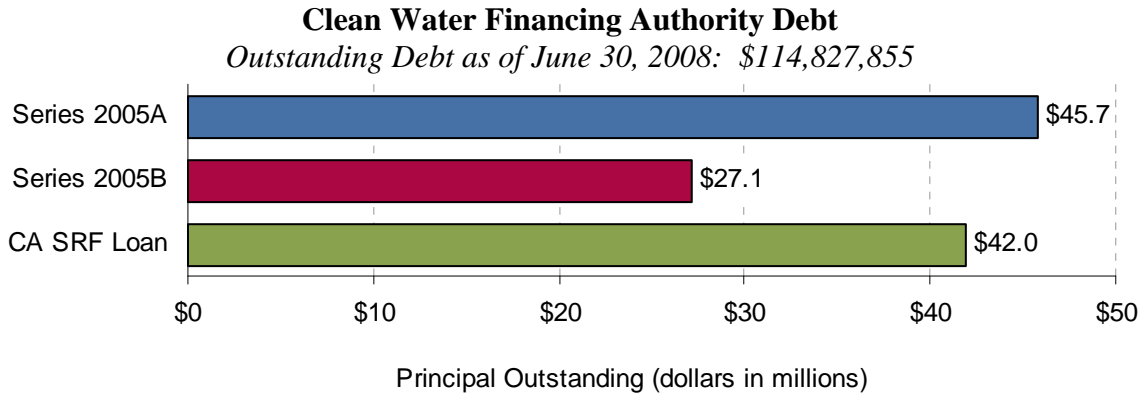 Clean Water Financing Authority Debt
Outstanding Debt as of June 30, 2008: $114,827,855
Series 2005A $45.7
Series 2005B $27.1
CA SRF Loan $42.0
$0 $10 $20 $30 $40 $50
Principal Outstanding (dollars in millions)